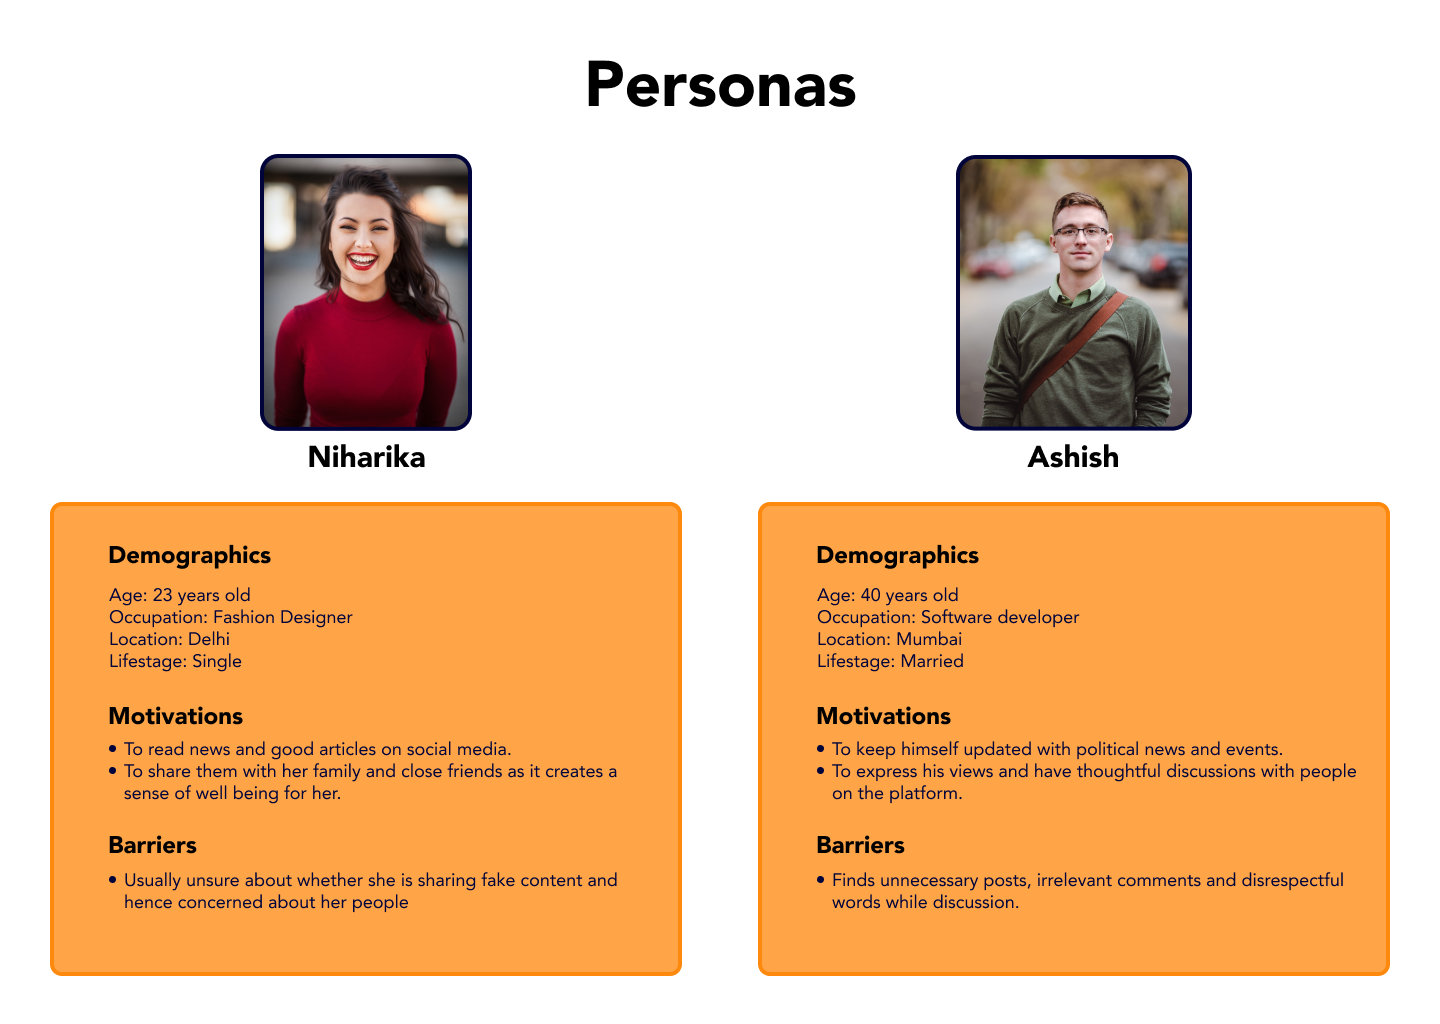 Personas
Niharika
Demographics
Age: 23 years old
Occupation: Fashion Designer
Location: Delhi
Lifestage: Single
Motivations
• To read news and good articles on social media.
• To share them with her family and close friends as it creates a
sense of well being for her.
Barriers
• Usually unsure about whether she is sharing fake content and
hence concerned about her people
Ashish
Demographics
Age: 40 years old
Occupation: Software developer
Location: Mumbai
Lifestage: Married
Motivations
• To keep himself updated with political news and events.
• To express his views and have thoughtful discussions with people
on the platform.
Barriers
• Finds unnecessary posts, irrelevant comments and disrespectful
words while discussion.